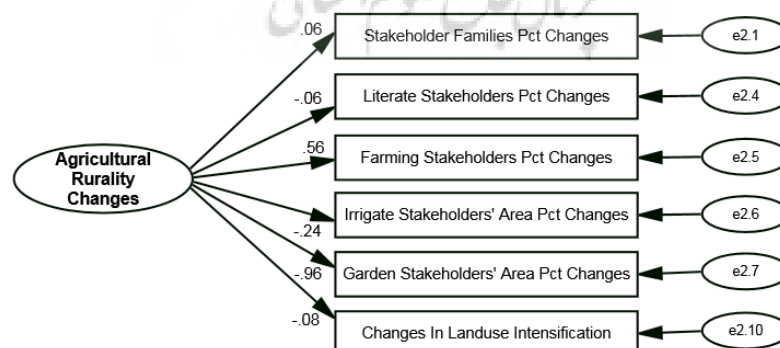 .06
Stakeholder Families Pct Changes
e2.1
-.06
Literate Stakeholders Pct Changes
e2.4
.56
Farming Stakeholders Pct Changes
e2.5
Agricultural
Rurality
Changes
Irrigate Stakeholders' Area Pct Changes
e2.6
-.24
Garden Stakeholders' Area Pct Changes
e2.7
-.96
-.08
Changes In Landuse Intensification
e2.10